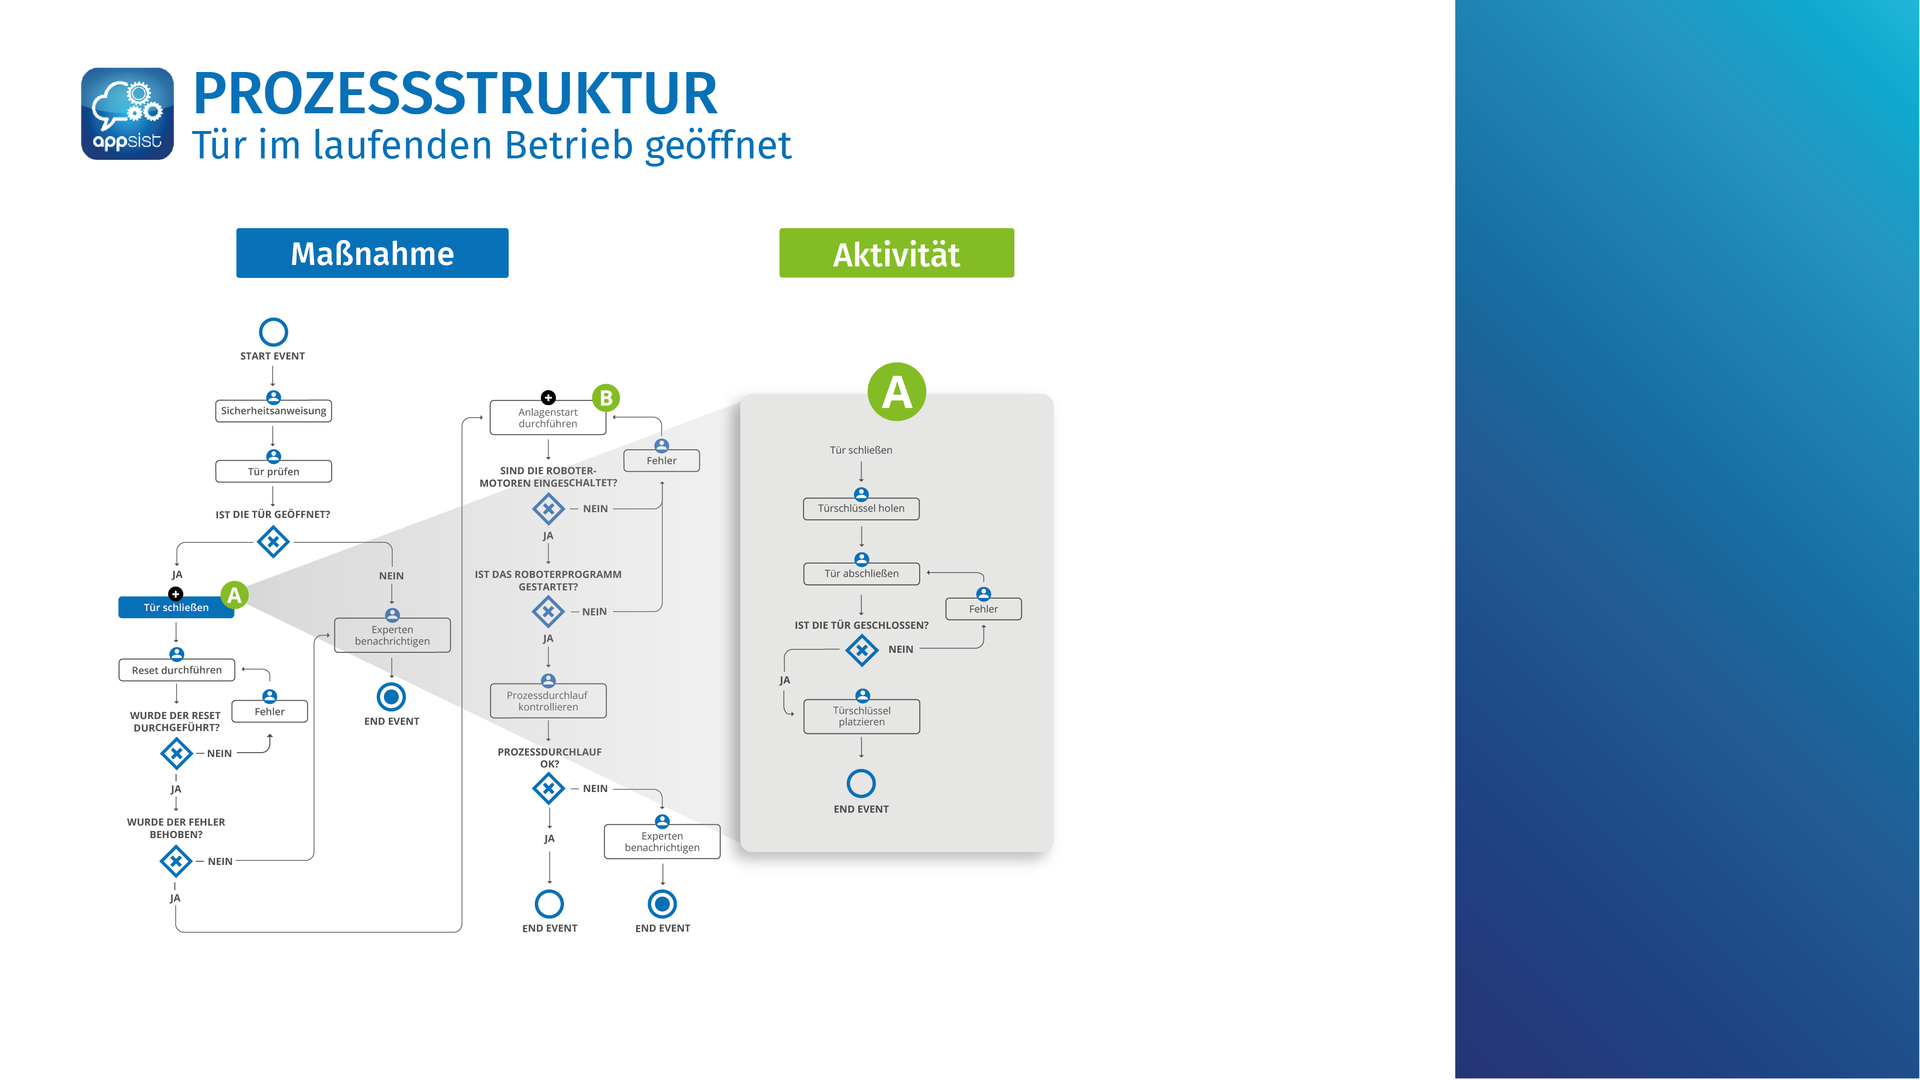 appsist
PROZESSSTRUKTUR
Tür im laufenden Betrieb geöffnet
Maßnahme
START EVENT
Sicherheitsanweisung
Tür prüfen
IST DIE TÜR GEÖFFNET?
JA
NEIN
Tür schließen
A
Experten
benachrichtigen
END EVENT
Reset durchführen
Fehler
WURDE DER RESET
DURCHGEFÜHRT?
NEIN
JA
WURDE DER FEHLER
BEHOBEN?
NEIN
JA
B
Anlagenstart
durchführen
Fehler
SIND DIE ROBOTER-
MOTOREN EINGESCHALTET?
NEIN
JA
IST DAS ROBOTERPROGRAMM
GESTARTET?
NEIN
JA
Prozessdurchlauf
kontrollieren
PROZESSDURCHLAUF
OK?
NEIN
JA
Experten
benachrichtigen
END EVENT
END EVENT
Aktivität
A
Tür schließen
Türschlüssel holen
Tür abschließen
Fehler
IST DIE TÜR GESCHLOSSEN?
NEIN
JA
Türschlüssel
platzieren
END EVENT